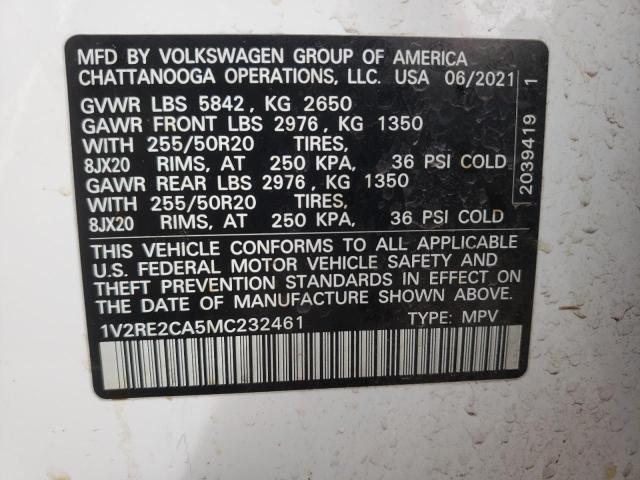 MFD BY VOLKSWAGEN GROUP OF AMERICA
CHATTANOOGA OPERATIONS, LLC. USA 06/2021
GVWR LBS 5842, KG 2650
GAWR FRONT LBS 2976, KG 1350
WITH 255/50R20 TIRES,
8JX20 RIMS, AT 250 KPA, 36 PSI COLD
GAWR REAR LBS 2976, KG 1350
WITH 255/50R20 TIRES,
8JX20 RIMS, AT 250 KPA, 36 PSI COLD
THIS VEHICLE CONFORMS TO ALL APPLICABLE
U.S. FEDERAL MOTOR VEHICLE SAFETY AND
THEFT PREVENTION STANDARDS IN EFFECT ON
THE DATE OF MANUFACTURE SHOWN ABOVE.
1V2RE2CA5MC232461 TYPE: MPV
2039419 1